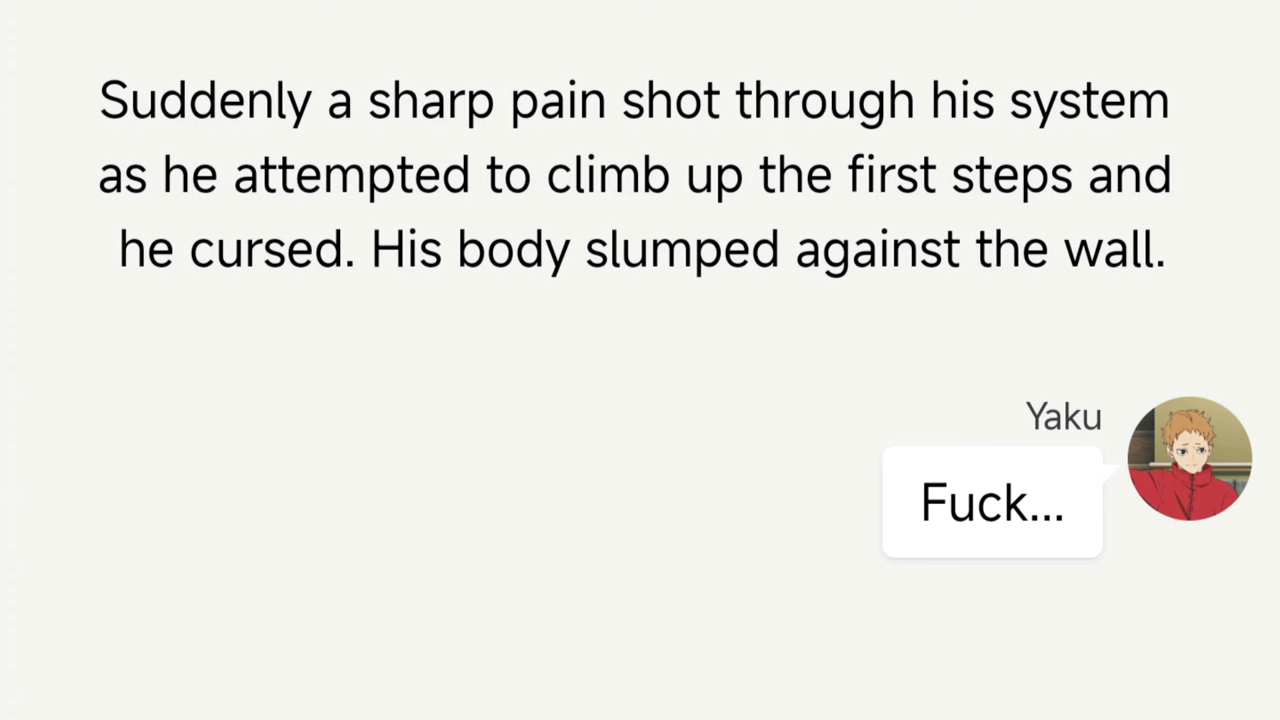 Suddenly a sharp pain shot through his system
as he attempted to climb up the first steps and
he cursed. His body slumped against the wall.
Yaku
Fuck...